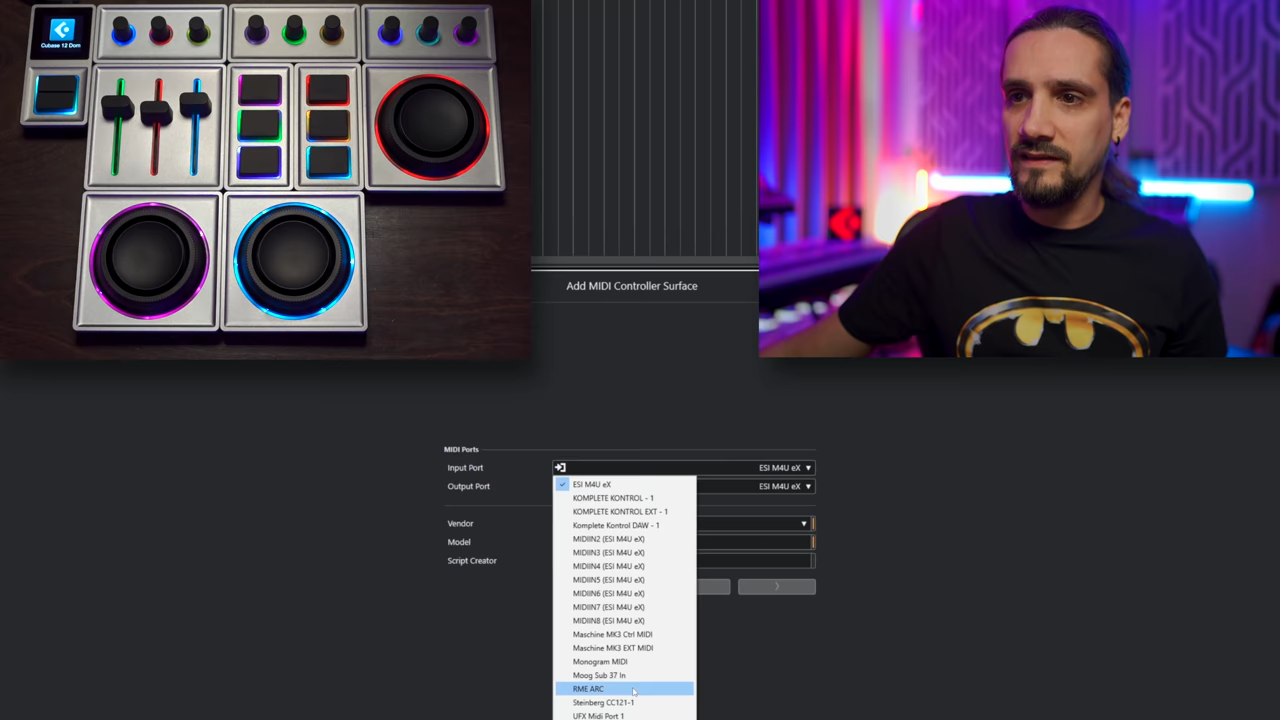 Cubase 12 Dom
Add MIDI Controller Surface
MIDI Ports
Input Port
ESI M4U eX
Output Port
ESI M4U eX
Vendor
Model
Script Creator
ESI M4U eX
KOMPLETE KONTROL - 1
KOMPLETE KONTROL EXT - 1
Komplete Kontrol DAW - 1
MIDIIN2 (ESI M4U eX)
MIDIIN3 (ESI M4U eX)
MIDIIN4 (ESI M4U eX)
MIDIIN5 (ESI M4U eX)
MIDIIN6 (ESI M4U eX)
MIDIIN7 (ESI M4U eX)
MIDIIN8 (ESI M4U eX)
Maschine MK3 Ctrl MIDI
Maschine MK3 EXT MIDI
Monogram MIDI
Moog Sub 37 In
RME ARC
Steinberg CC121-1
UFX Midi Port 1